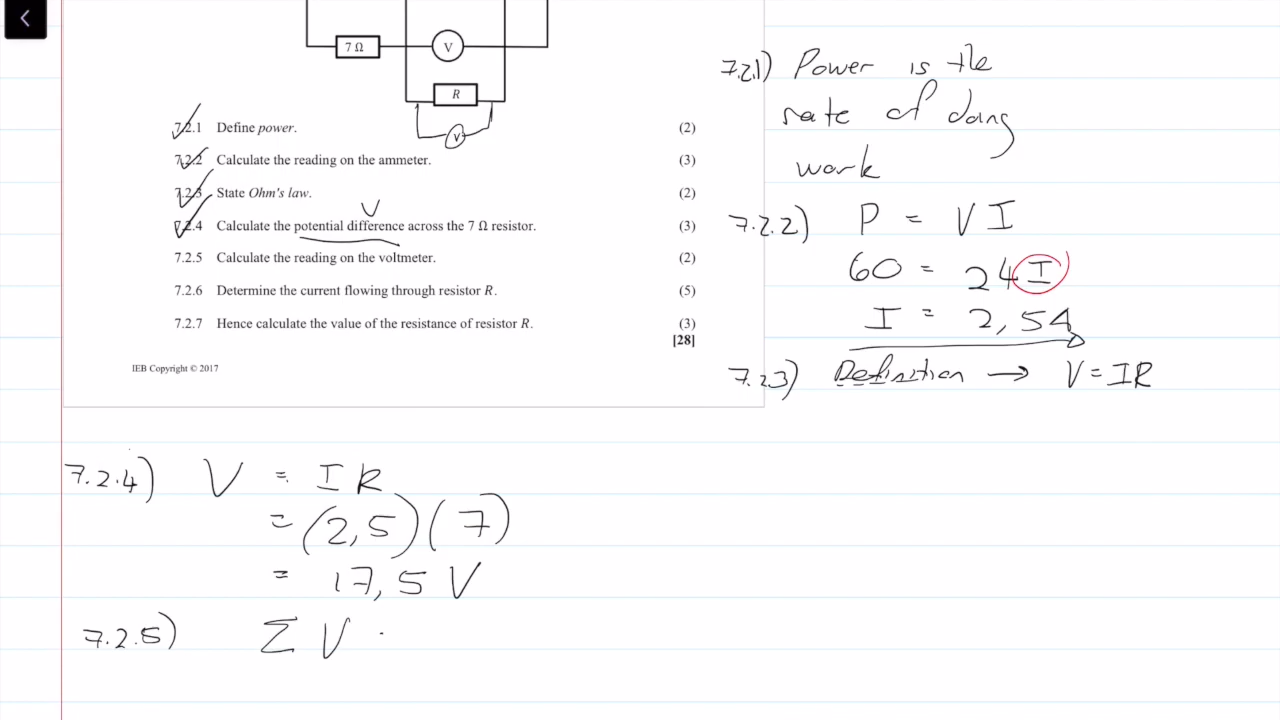 7 Ω
V
R
V
7.2.1 Define power. (2)
7.2.2 Calculate the reading on the ammeter. (3)
7.2.3 State Ohm's law. (2)
V
7.2.4 Calculate the potential difference across the 7 Ω resistor. (3)
7.2.5 Calculate the reading on the voltmeter. (2)
7.2.6 Determine the current flowing through resistor R. (5)
7.2.7 Hence calculate the value of the resistance of resistor R. (3)
[28]
IEB Copyright © 2017
7.2.1) Power is the
rate of doing
work
7.2.2) P = VI
60 = 24 I
I = 2,5A
7.2.3) Definition → V = IR
7.2.4) V = IR
= (2,5)(7)
= 17,5 V
7.2.5) Σ V